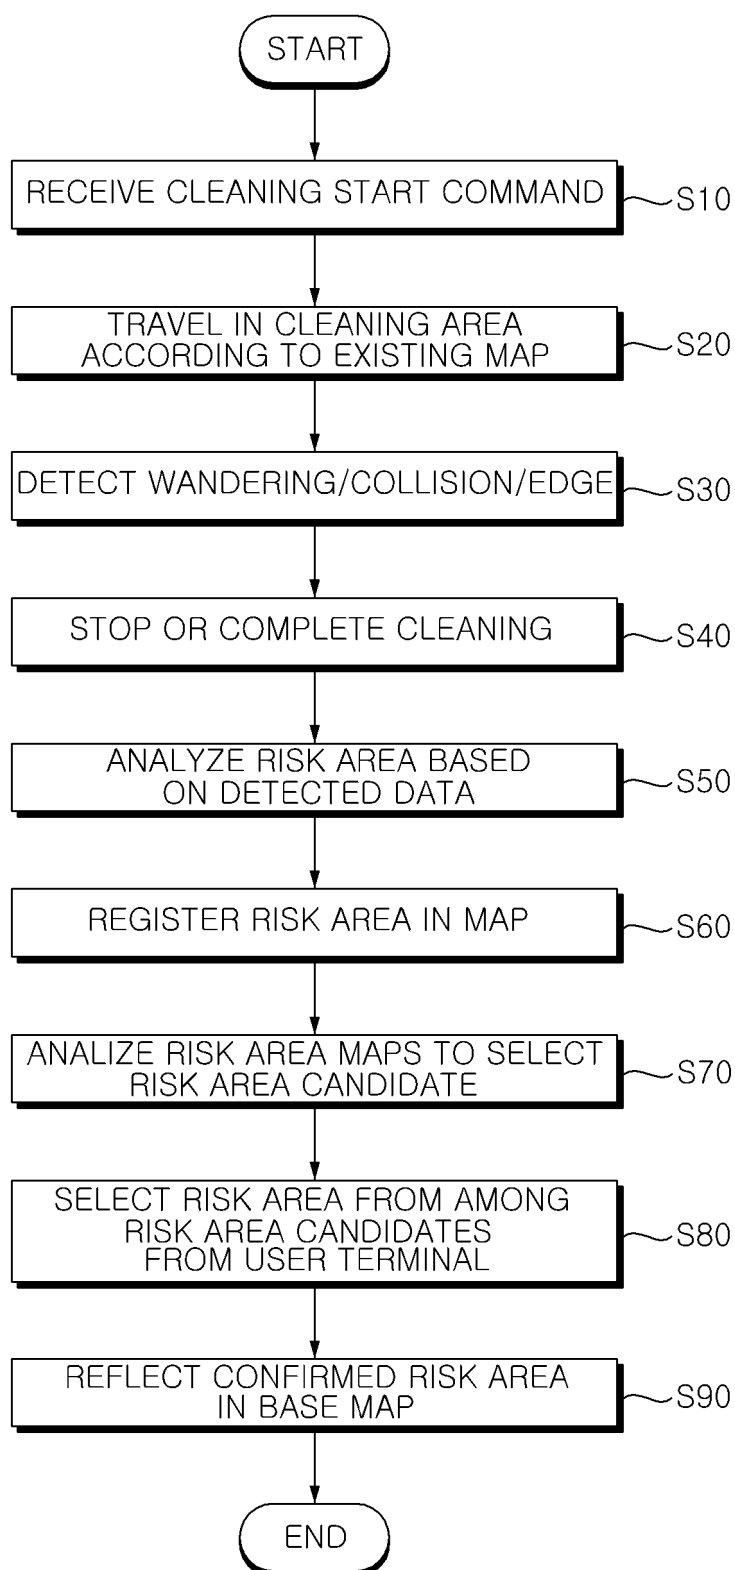 START
RECEIVE CLEANING START COMMAND
S10
TRAVEL IN CLEANING AREA
ACCORDING TO EXISTING MAP
S20
DETECT WANDERING/COLLISION/EDGE
S30
STOP OR COMPLETE CLEANING
S40
ANALYZE RISK AREA BASED
ON DETECTED DATA
S50
REGISTER RISK AREA IN MAP
S60
ANALIZE RISK AREA MAPS TO SELECT
RISK AREA CANDIDATE
S70
SELECT RISK AREA FROM AMONG
RISK AREA CANDIDATES
FROM USER TERMINAL
S80
REFLECT CONFIRMED RISK AREA
IN BASE MAP
S90
END